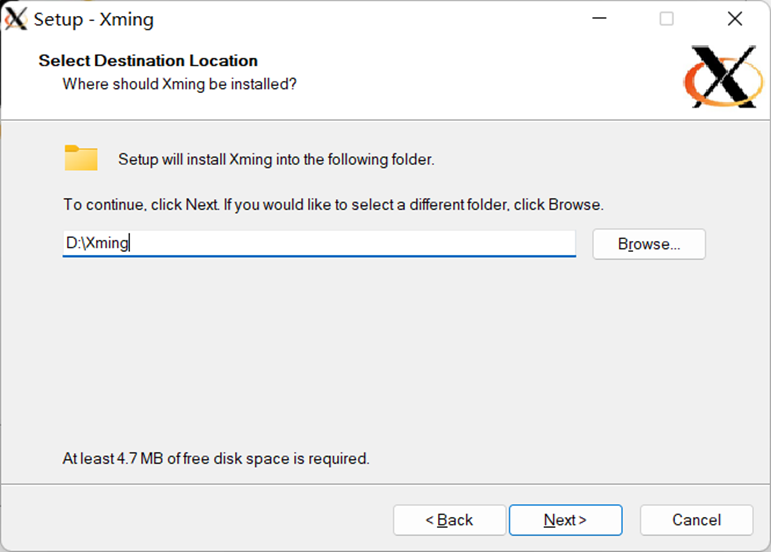 Setup - Xming
Select Destination Location
Where should Xming be installed?
Setup will install Xming into the following folder.
To continue, click Next. If you would like to select a different folder, click Browse.
D:\Xming
Browse...
At least 4.7 MB of free disk space is required.
< Back
Next >
Cancel